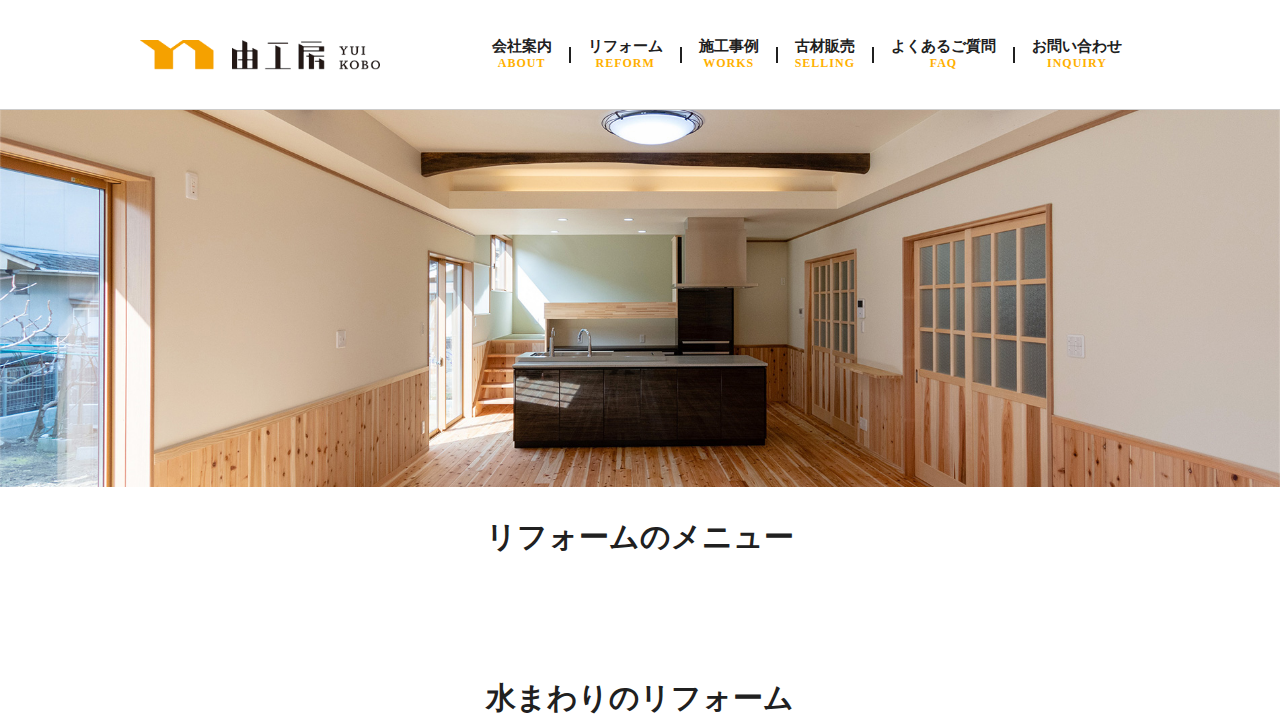 由工房 YUI KOBO
会社案内 リフォーム 施工事例 古材販売 よくあるご質問 お問い合わせ
ABOUT REFORM WORKS SELLING FAQ INQUIRY
リフォームのメニュー
水まわりのリフォーム